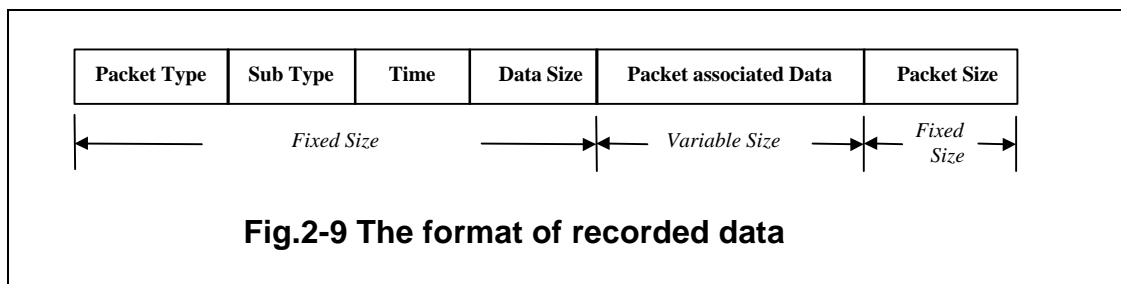 Packet Type Sub Type Time Data Size Packet associated Data Packet Size
Fixed Size Variable Size Fixed Size
Fig.2-9 The format of recorded data